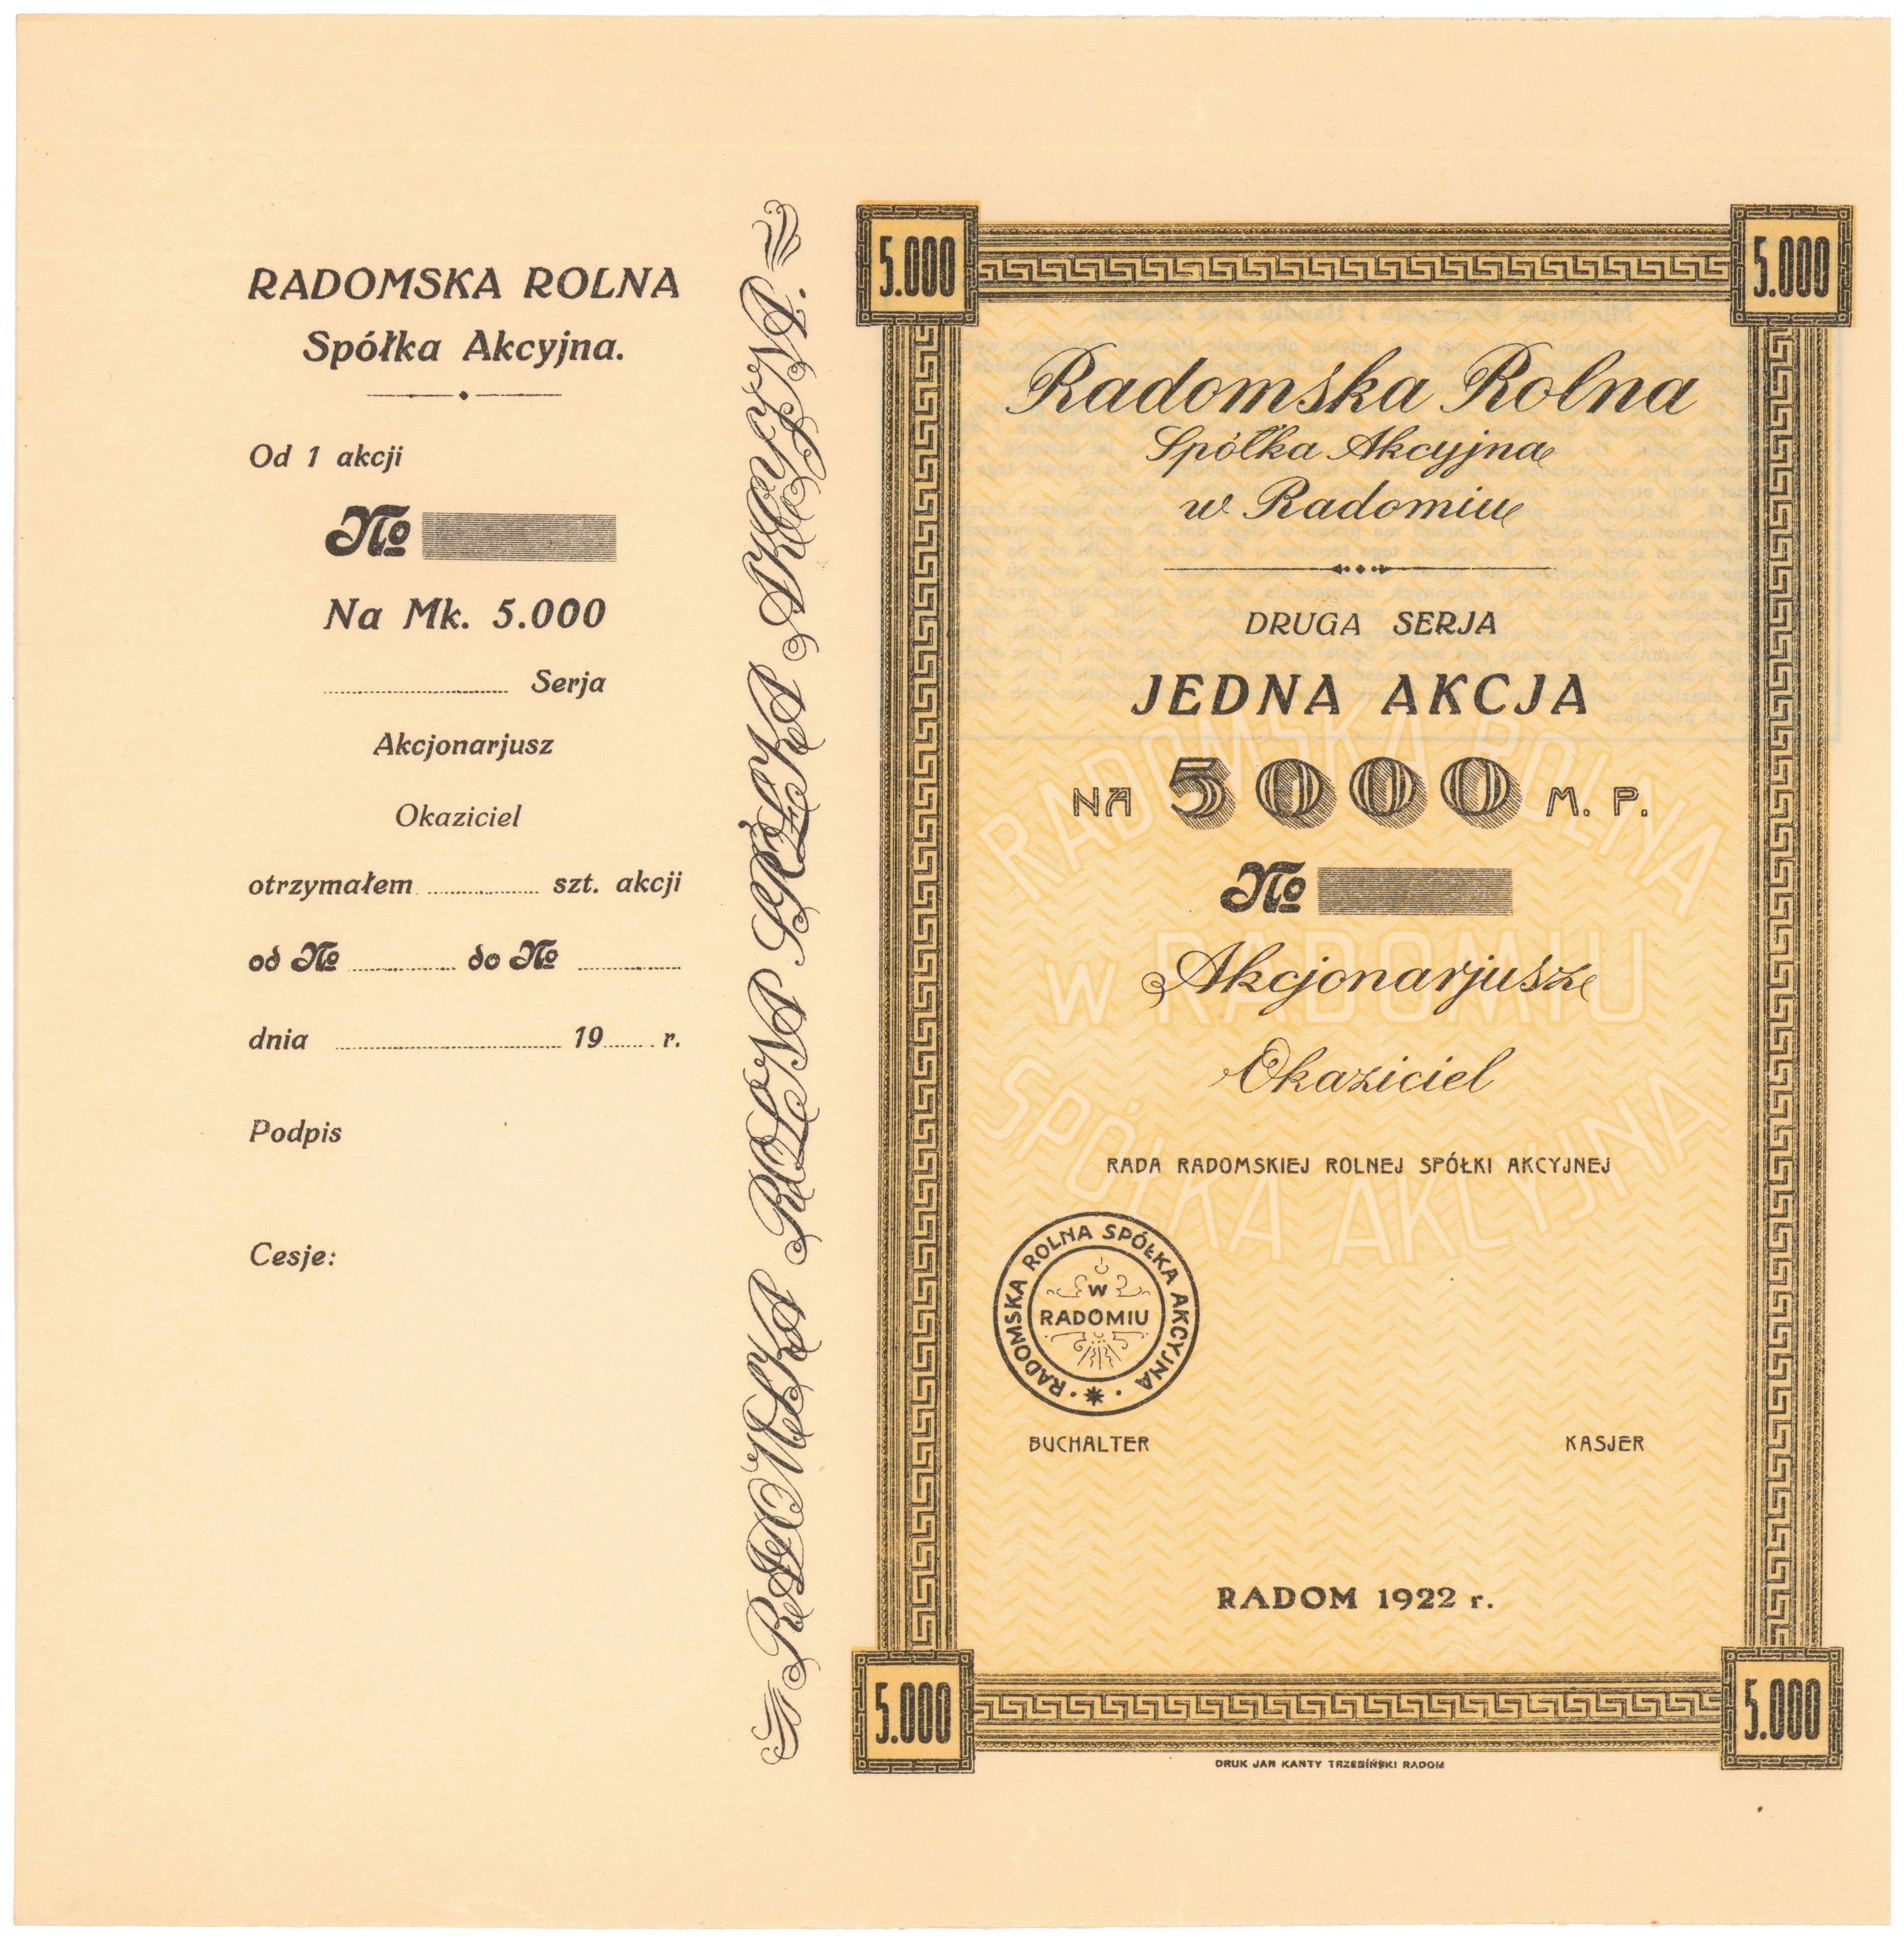 RADOMSKA ROLNA
Spółka Akcyjna.
Od 1 akcji
No
Na Mk. 5.000
Serja
Akcjonarjusz
Okaziciel
otrzymałem szt. akcji
od No do No
dnia 19 r.
Podpis
Cesje:
RADOMSKA ROLNA SPÓŁKA AKCYJNA.
5.000
5.000
Radomska Rolna
Spółka Akcyjna
w Radomiu
DRUGA SERJA
JEDNA AKCJA
NA 5000 M. P.
No
Akcjonarjusz
Okaziciel
RADOMSKA ROLNA
W RADOMIU
SPÓŁKA AKCYJNA
RADA RADOMSKIEJ ROLNEJ SPÓŁKI AKCYJNEJ
RADOMSKA ROLNA SPÓŁKA AKCYJNA
W
RADOMIU
BUCHALTER KASJER
RADOM 1922 r.
5.000
5.000
DRUK JAN KANTY TRZEBIŃSKI RADOM